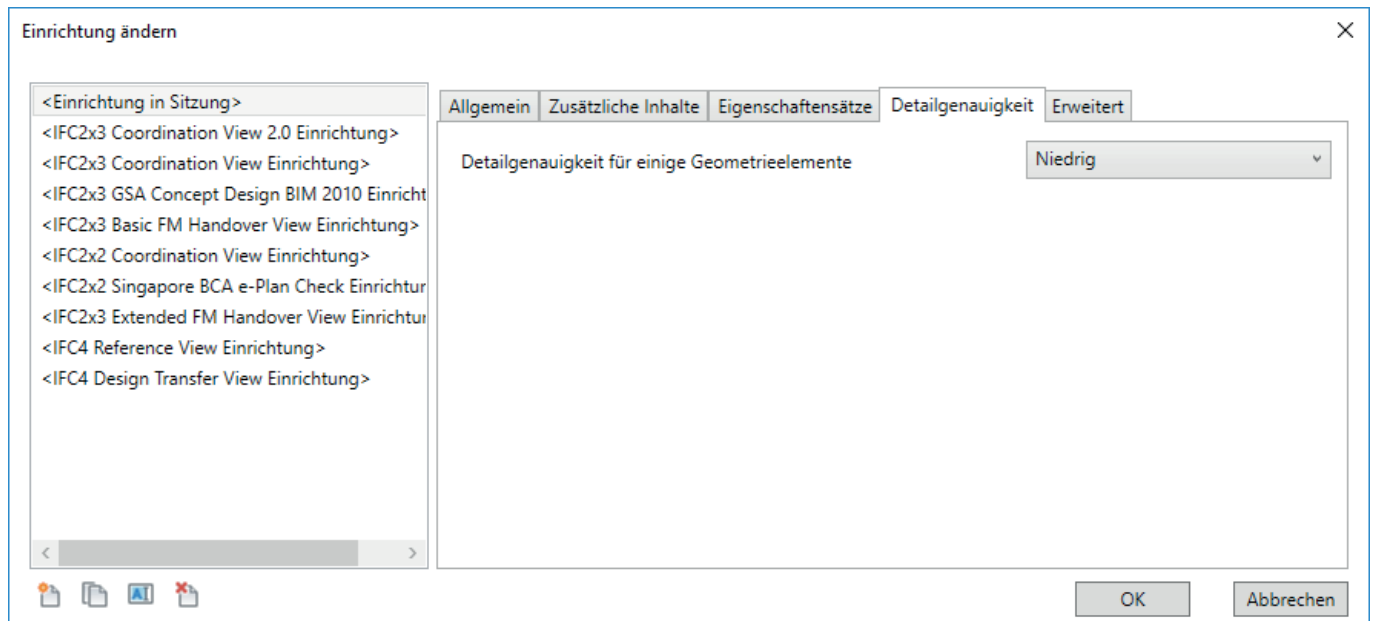 Einrichtung ändern
<Einrichtung in Sitzung>
<IFC2x3 Coordination View 2.0 Einrichtung>
<IFC2x3 Coordination View Einrichtung>
<IFC2x3 GSA Concept Design BIM 2010 Einricht
<IFC2x3 Basic FM Handover View Einrichtung>
<IFC2x2 Coordination View Einrichtung>
<IFC2x2 Singapore BCA e-Plan Check Einrichtur
<IFC2x3 Extended FM Handover View Einrichtur
<IFC4 Reference View Einrichtung>
<IFC4 Design Transfer View Einrichtung>
Allgemein Zusätzliche Inhalte Eigenschaftensätze Detailgenauigkeit Erweitert
Detailgenauigkeit für einige Geometrieelemente Niedrig
AI
OK Abbrechen